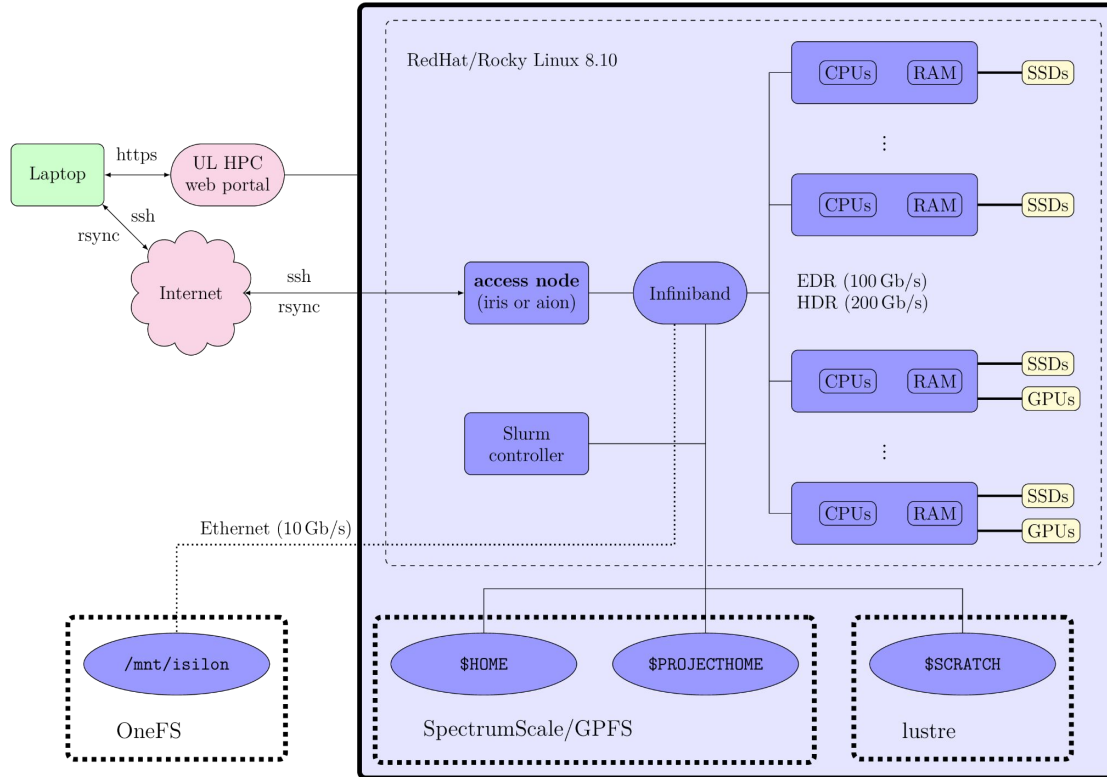 RedHat/Rocky Linux 8.10
CPUs
RAM
SSDs
Laptop
https
UL HPC
web portal
ssh
rsync
CPUs
RAM
SSDs
Internet
ssh
rsync
access node
(iris or aion)
Infiniband
EDR (100 Gb/s)
HDR (200 Gb/s)
CPUs
RAM
SSDs
GPUs
Slurm
controller
CPUs
RAM
SSDs
GPUs
Ethernet (10 Gb/s)
/mnt/isilon
OneFS
$HOME
$PROJECTHOME
SpectrumScale/GPFS
$SCRATCH
lustre